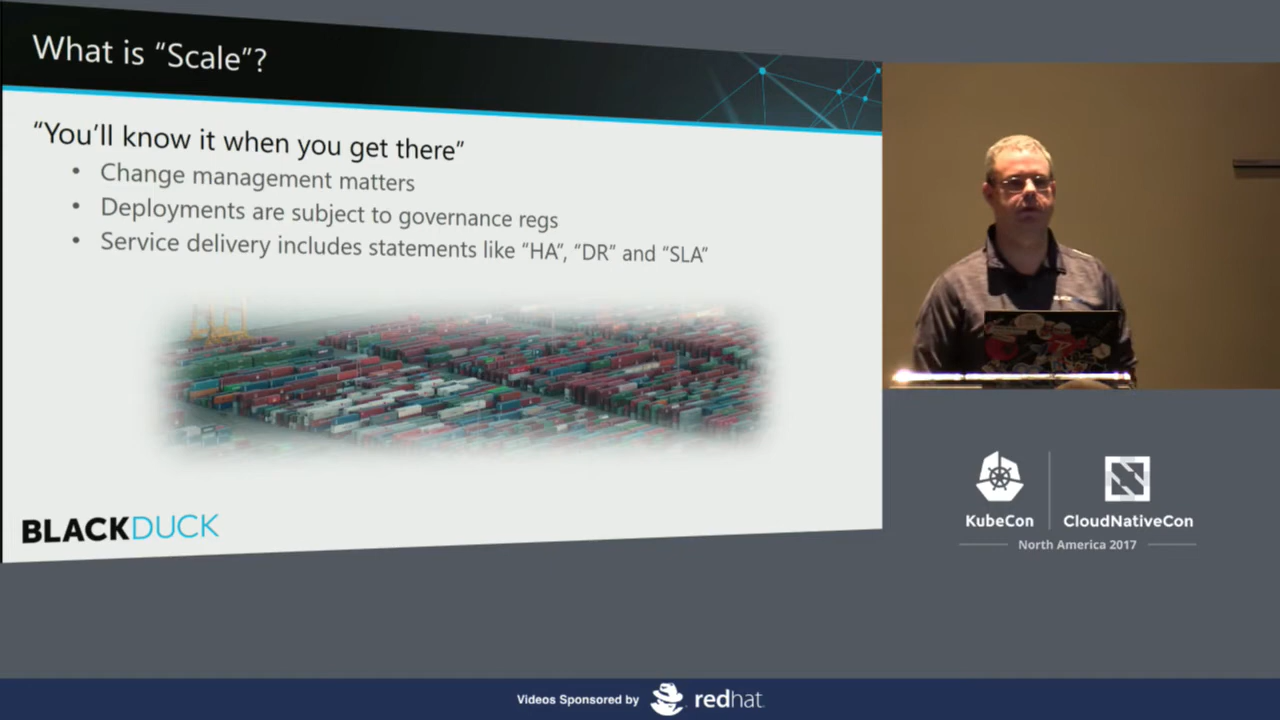 What is “Scale”?
“You’ll know it when you get there”
• Change management matters
• Deployments are subject to governance regs
• Service delivery includes statements like “HA”, “DR” and “SLA”
BLACKDUCK
KubeCon
CloudNativeCon
North America 2017
Videos Sponsored by
redhat.